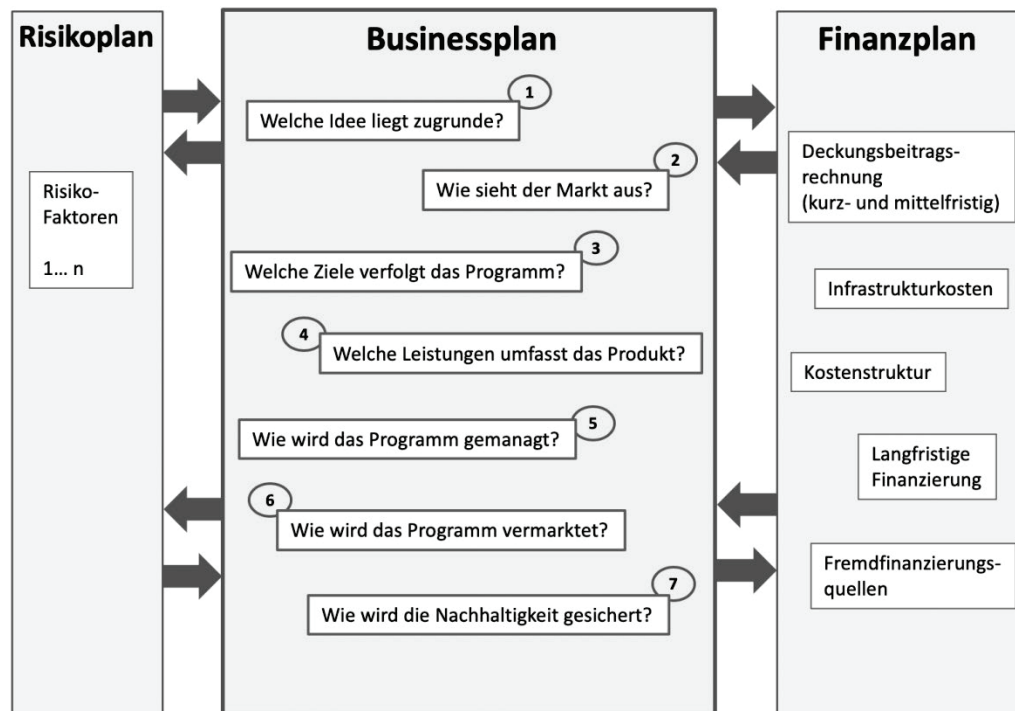 Risikoplan
Risiko-
Faktoren
1... n
Businessplan
1
Welche Idee liegt zugrunde?
2
Wie sieht der Markt aus?
3
Welche Ziele verfolgt das Programm?
4
Welche Leistungen umfasst das Produkt?
5
Wie wird das Programm gemanagt?
6
Wie wird das Programm vermarktet?
7
Wie wird die Nachhaltigkeit gesichert?
Finanzplan
Deckungsbeitrags-
rechnung
(kurz- und mittelfristig)
Infrastrukturkosten
Kostenstruktur
Langfristige
Finanzierung
Fremdfinanzierungs-
quellen